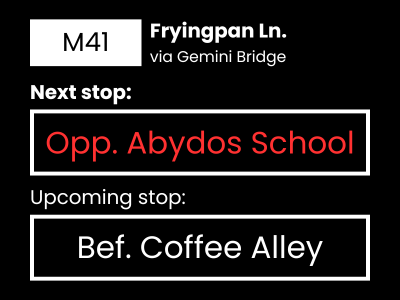 M41
Fryingpan Ln.
via Gemini Bridge
Next stop:
Opp. Abydos School
Upcoming stop:
Bef. Coffee Alley